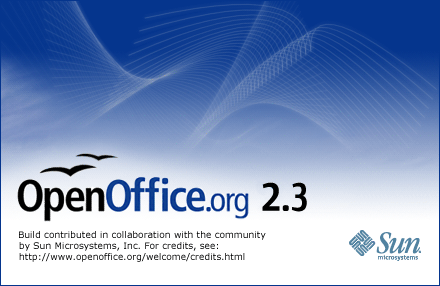 OpenOffice.org 2.3
Build contributed in collaboration with the community
by Sun Microsystems, Inc. For credits, see:
http://www.openoffice.org/welcome/credits.html
Sun
microsystems